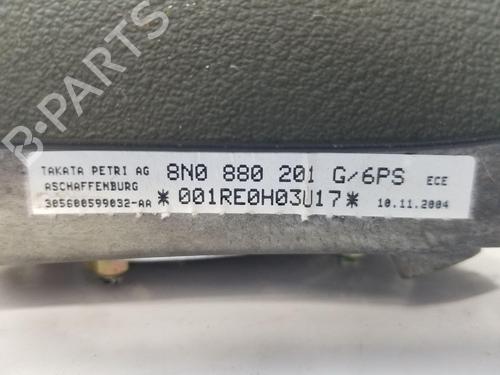 B-PARTS
TAKATA PETRI AG 8N0 880 201 G/6PS ECE
ASCHAFFENBURG *001RE0H03U17* 10.11.2004
305600599032-AA